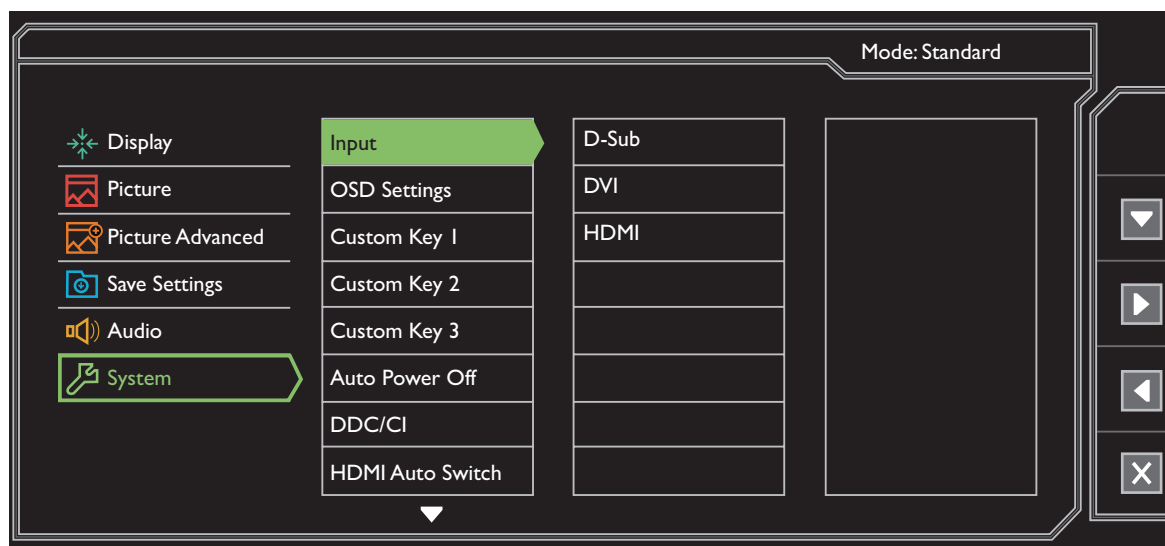 Mode: Standard
Display
Picture
Picture Advanced
Save Settings
Audio
System
Input
OSD Settings
Custom Key 1
Custom Key 2
Custom Key 3
Auto Power Off
DDC/CI
HDMI Auto Switch
D-Sub
DVI
HDMI